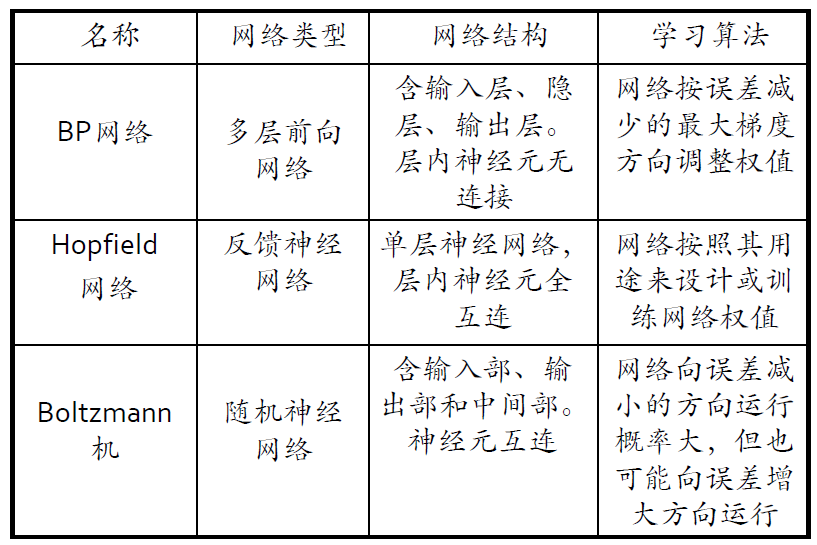 名称
网络类型
网络结构
学习算法
BP网络
多层前向
网络
含输入层、隐
层、输出层。
层内神经元无
连接
网络按误差减
少的最大梯度
方向调整权值
Hopfield
网络
反馈神经
网络
单层神经网络，
层内神经元全
互连
网络按照其用
途来设计或训
练网络权值
Boltzmann
机
随机神经
网络
含输入部、输
出部和中间部。
神经元互连
网络向误差减
小的方向运行
概率大，但也
可能向误差增
大方向运行